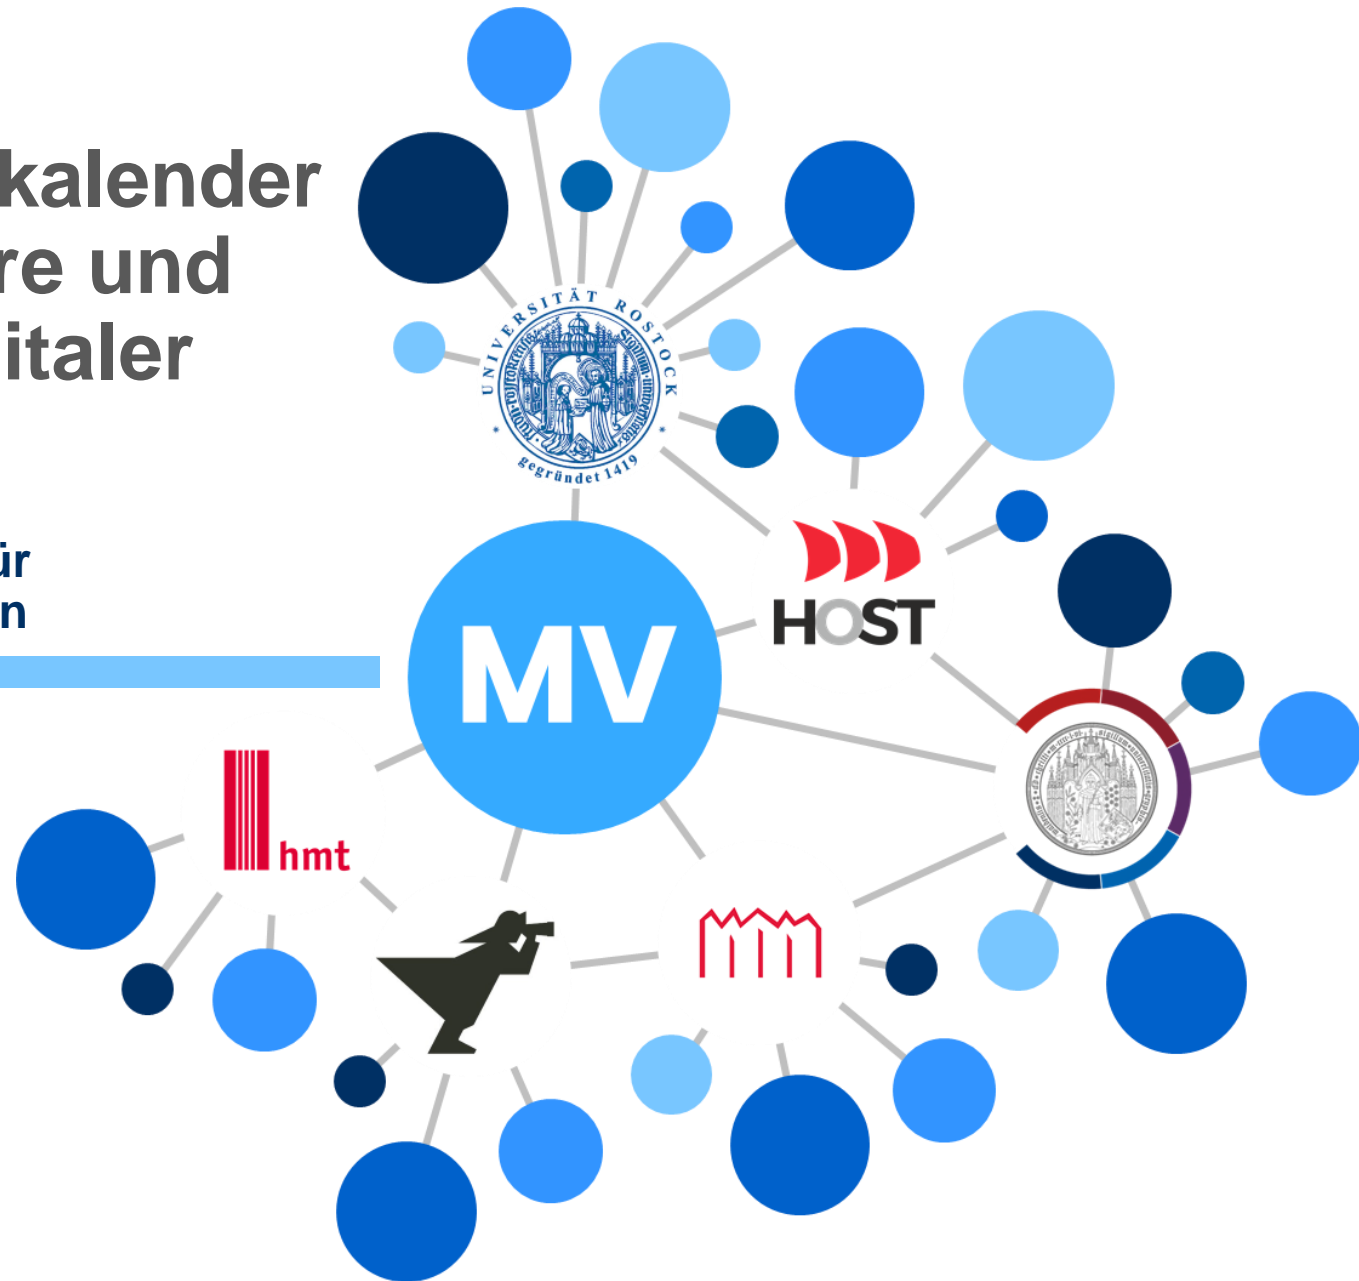 kalender
re und
italer
ür
n
UNIVERSITÄT ROSTOCK
gegründet 1419
HOST
MV
hmt